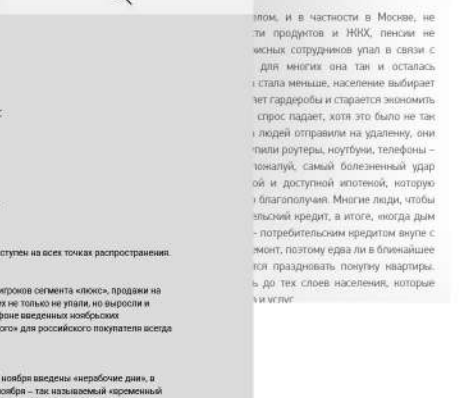 елом, и в частности в Москве, не
ти продуктов и ЖКХ, пенсии не
исных сотрудников упал в связи с
для многих она так и осталась
стала меньше, население выбирает
ет гардеробы и старается экономить
спрос падает, хотя это было не так
людей отправили на удаленку, они
пили роутеры, ноутбуки, телефоны –
пожалуй, самый болезненный удар
ой и доступной ипотекой, которую
благополучия. Многие люди, чтобы
ельский кредит, в итоге, «когда дым
- потребительским кредитом вкупе с
емонт, поэтому едва ли в ближайшее
тся праздновать покупку квартиры.
ь до тех слоев населения, которые
и услуг
ступен на всех точках распространения.
игроков сегмента «люкс», продажи на
ех не только не упали, но выросли и
фоне введенных ноябрьских
ого» для российского покупателя всегда
ноября введены «нерабочие дни», в
оября – так называемый «временный